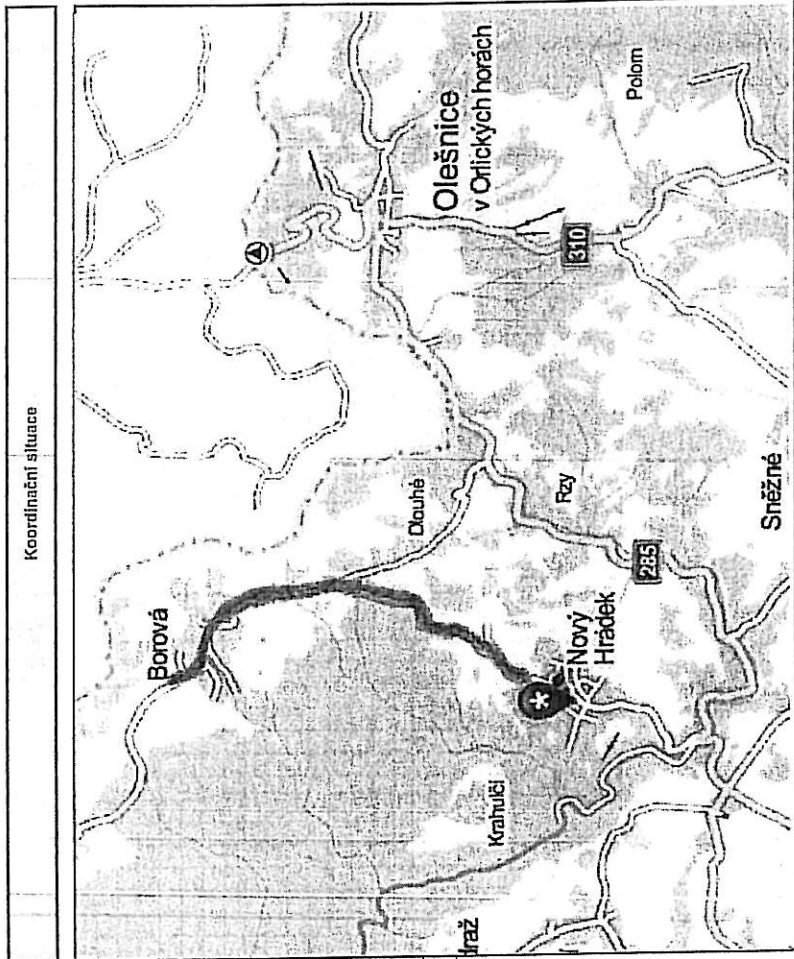 Koordinační situace
Olešnice
v Orlických horách
Polom
310
Borová
Dlouhé
Rzy
285
Sněžné
Nový
Hrádek
Krahulčí
draž